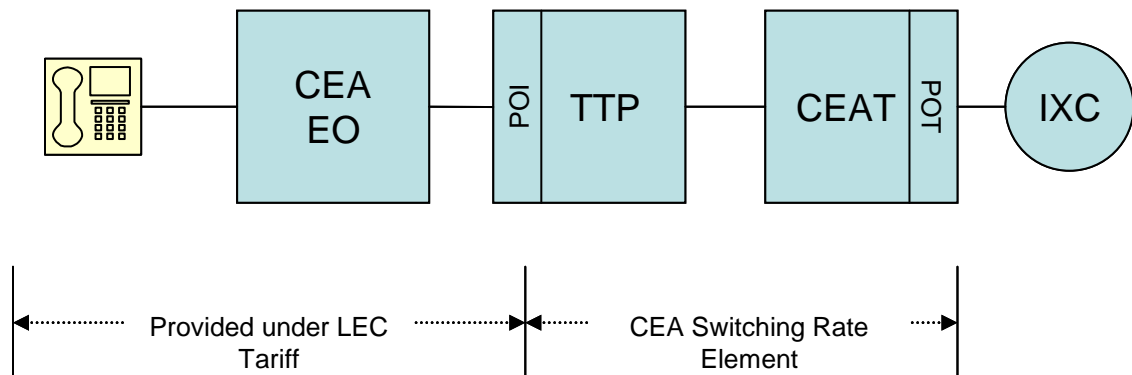 CEA
EO
POI
TTP
CEAT
POT
IXC
Provided under LEC
Tariff
CEA Switching Rate
Element